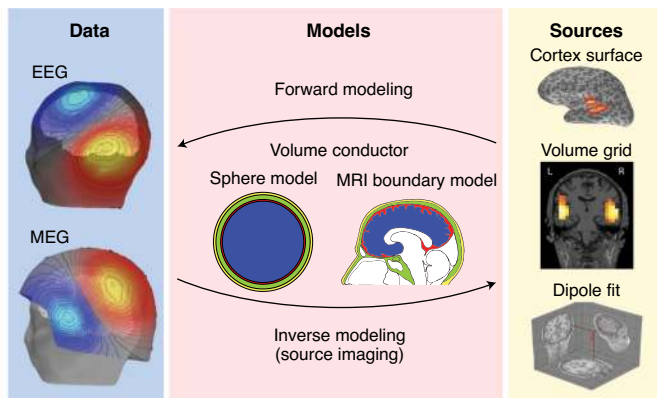 Data
EEG
MEG
Models
Forward modeling
Volume conductor
Sphere model
MRI boundary model
Inverse modeling
(source imaging)
Sources
Cortex surface
Volume grid
L R
Dipole fit